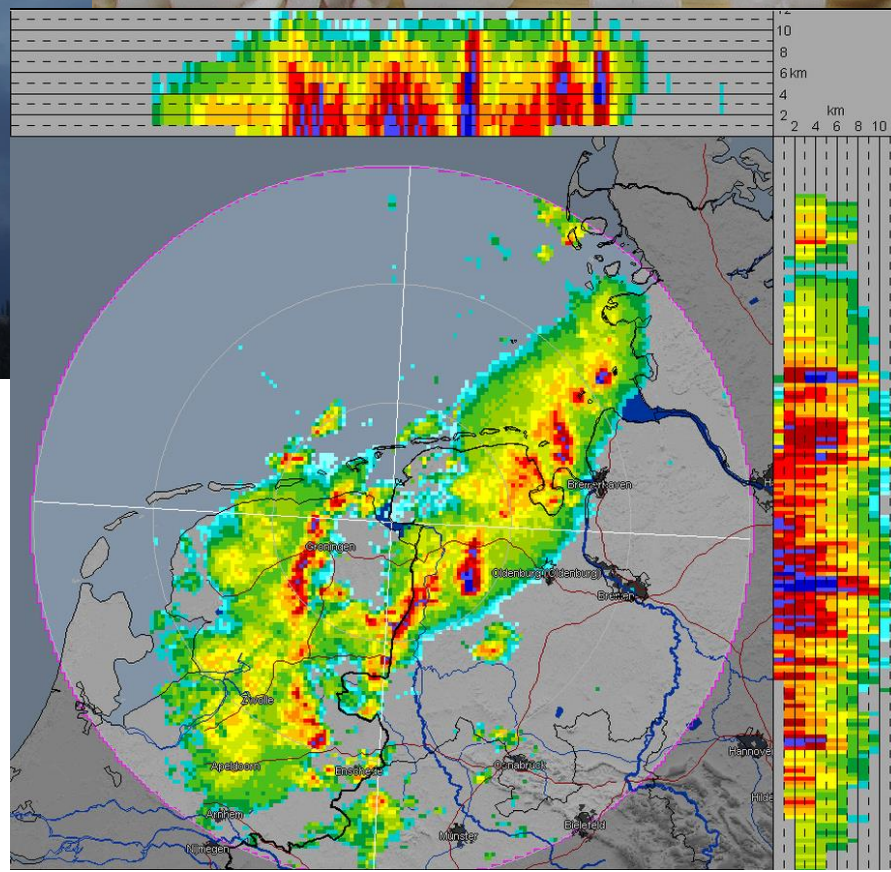 12
10
8
6 km
4
2
km
2 4 6 8 10
Bremerhaven
Groningen
Oldenburg (Oldenburg)
Bremen
Zwolle
Apeldoorn
Enschede
Osnabrück
Hannover
Arnhem
Münster
Bielefeld
Nijmegen